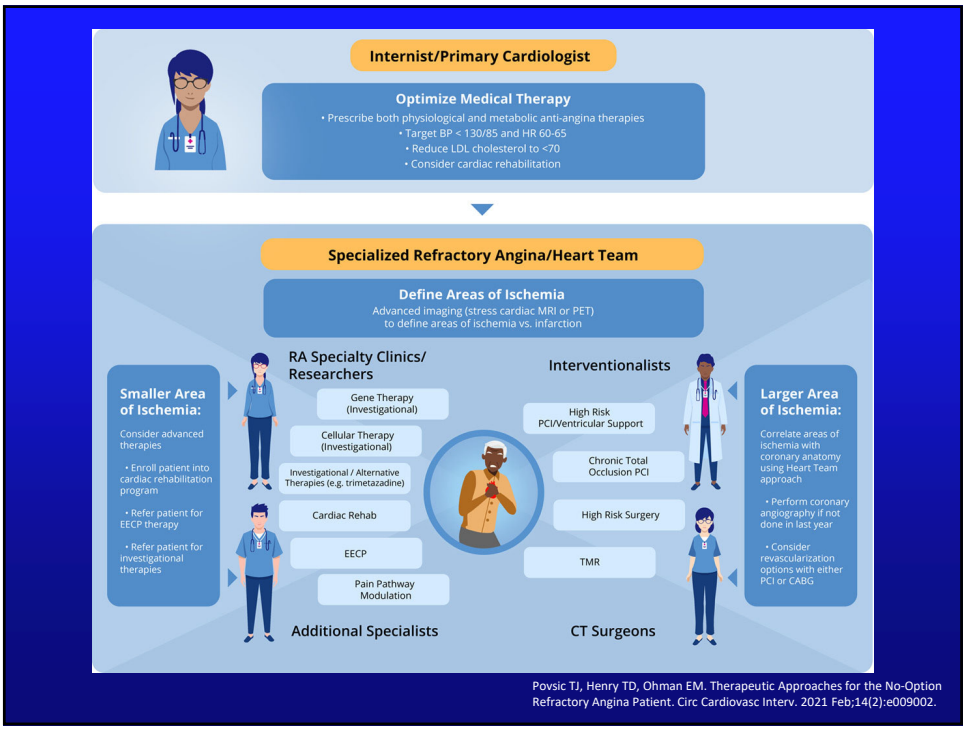 Internist/Primary Cardiologist
Optimize Medical Therapy
• Prescribe both physiological and metabolic anti-angina therapies
• Target BP < 130/85 and HR 60-65
• Reduce LDL cholesterol to <70
• Consider cardiac rehabilitation
Specialized Refractory Angina/Heart Team
Define Areas of Ischemia
Advanced imaging (stress cardiac MRI or PET)
to define areas of ischemia vs. infarction
Smaller Area
of Ischemia:
Consider advanced
therapies
• Enroll patient into
cardiac rehabilitation
program
• Refer patient for
EECP therapy
• Refer patient for
investigational
therapies
RA Specialty Clinics/
Researchers
Gene Therapy
(Investigational)
Cellular Therapy
(Investigational)
Investigational / Alternative
Therapies (e.g. trimetazadine)
Cardiac Rehab
EECP
Pain Pathway
Modulation
Additional Specialists
Interventionalists
High Risk
PCI/Ventricular Support
Chronic Total
Occlusion PCI
High Risk Surgery
TMR
CT Surgeons
Larger Area
of Ischemia:
Correlate areas of
ischemia with
coronary anatomy
using Heart Team
approach
• Perform coronary
angiography if not
done in last year
• Consider
revascularization
options with either
PCI or CABG
Povsic TJ, Henry TD, Ohman EM. Therapeutic Approaches for the No-Option
Refractory Angina Patient. Circ Cardiovasc Interv. 2021 Feb;14(2):e009002.